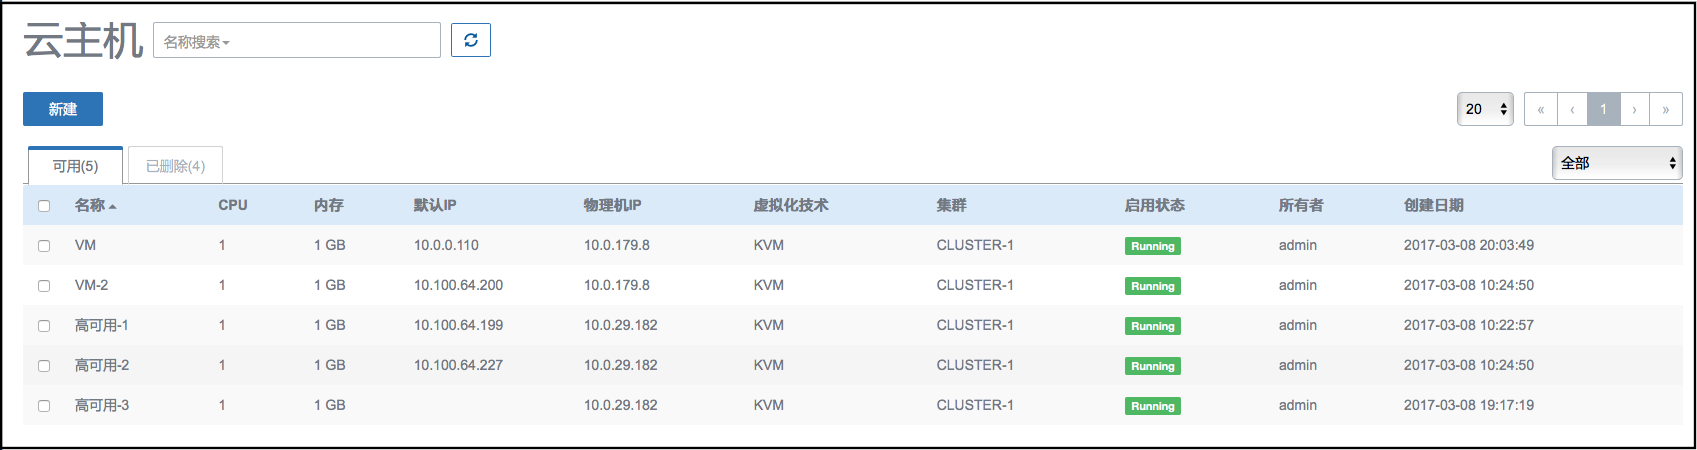 云主机 名称搜索
新建 20 « ‹ 1 › »
可用(5) 已删除(4) 全部
名称 CPU 内存 默认IP 物理机IP 虚拟化技术 集群 启用状态 所有者 创建日期
VM 1 1 GB 10.0.0.110 10.0.179.8 KVM CLUSTER-1 Running admin 2017-03-08 20:03:49
VM-2 1 1 GB 10.100.64.200 10.0.179.8 KVM CLUSTER-1 Running admin 2017-03-08 10:24:50
高可用-1 1 1 GB 10.100.64.199 10.0.29.182 KVM CLUSTER-1 Running admin 2017-03-08 10:22:57
高可用-2 1 1 GB 10.100.64.227 10.0.29.182 KVM CLUSTER-1 Running admin 2017-03-08 10:24:50
高可用-3 1 1 GB 10.0.29.182 KVM CLUSTER-1 Running admin 2017-03-08 19:17:19